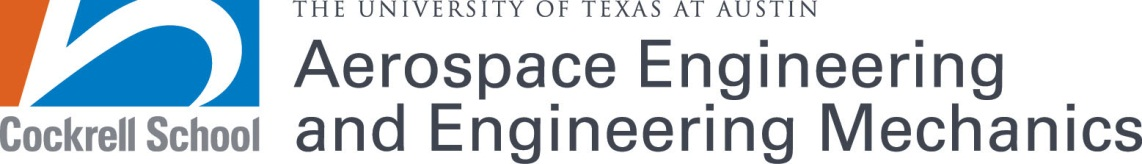 THE UNIVERSITY OF TEXAS AT AUSTIN
Aerospace Engineering
and Engineering Mechanics
Cockrell School